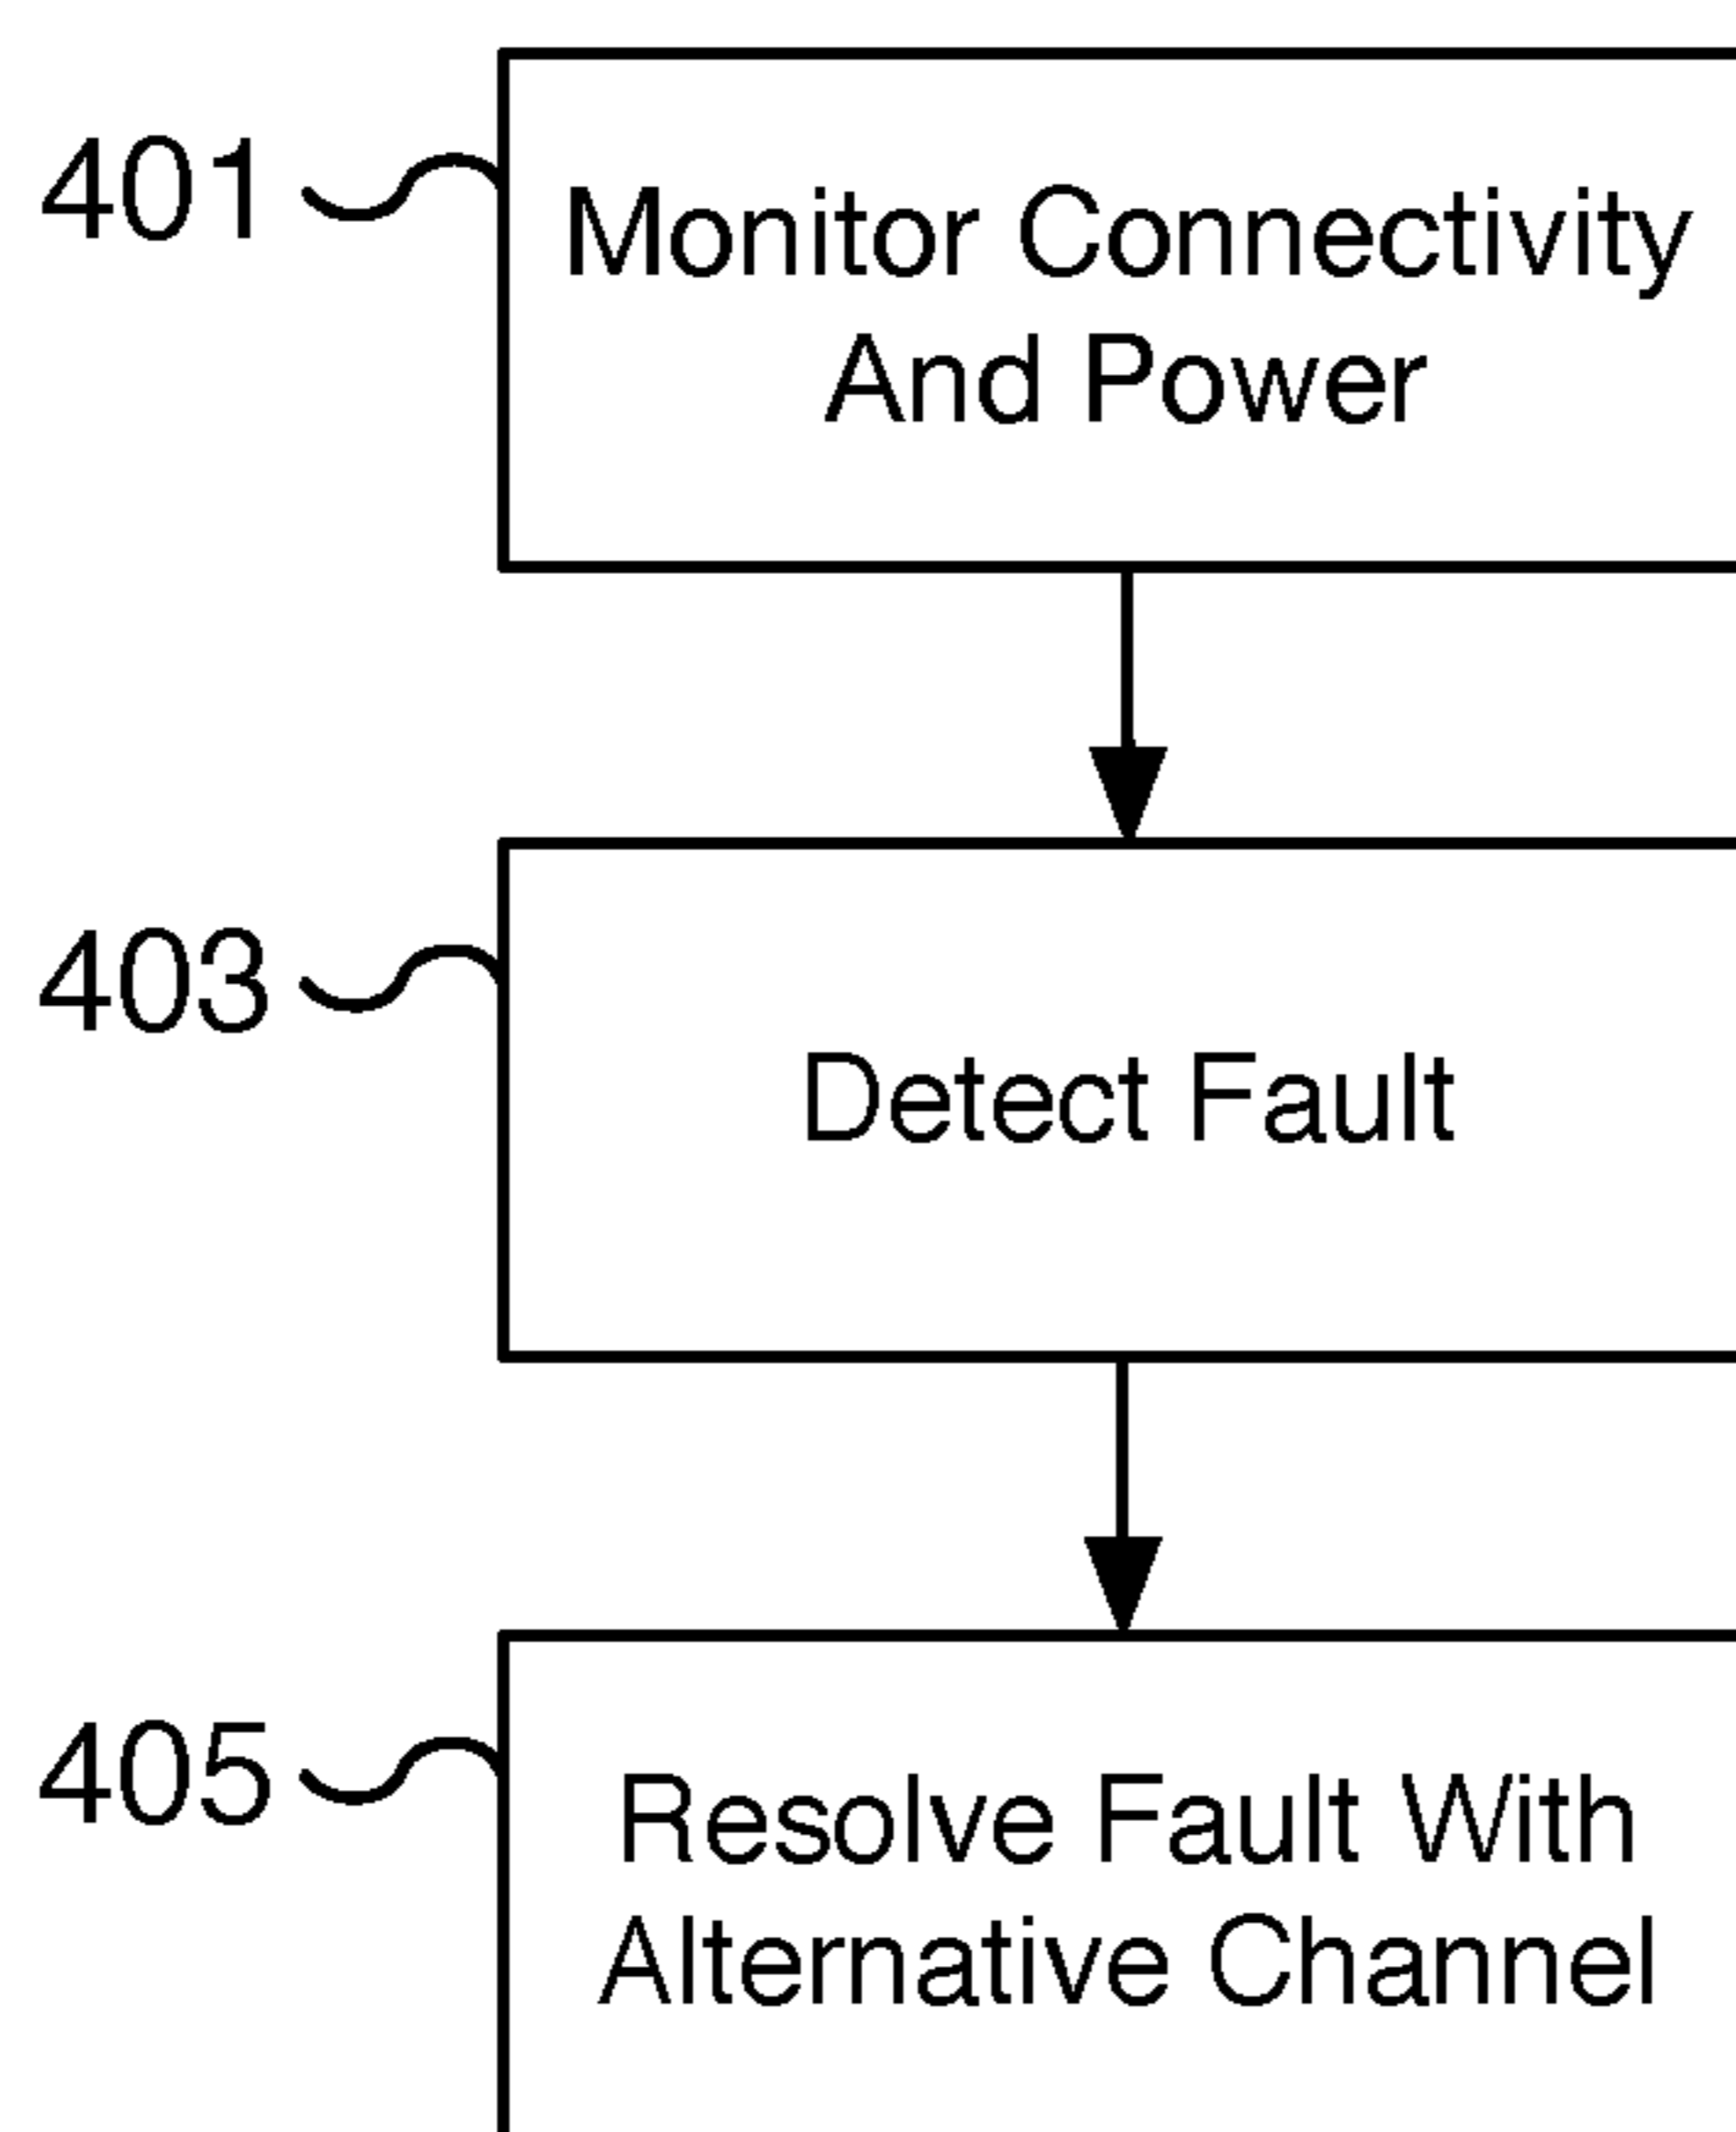 401
Monitor Connectivity
And Power
403
Detect Fault
405
Resolve Fault With
Alternative Channel